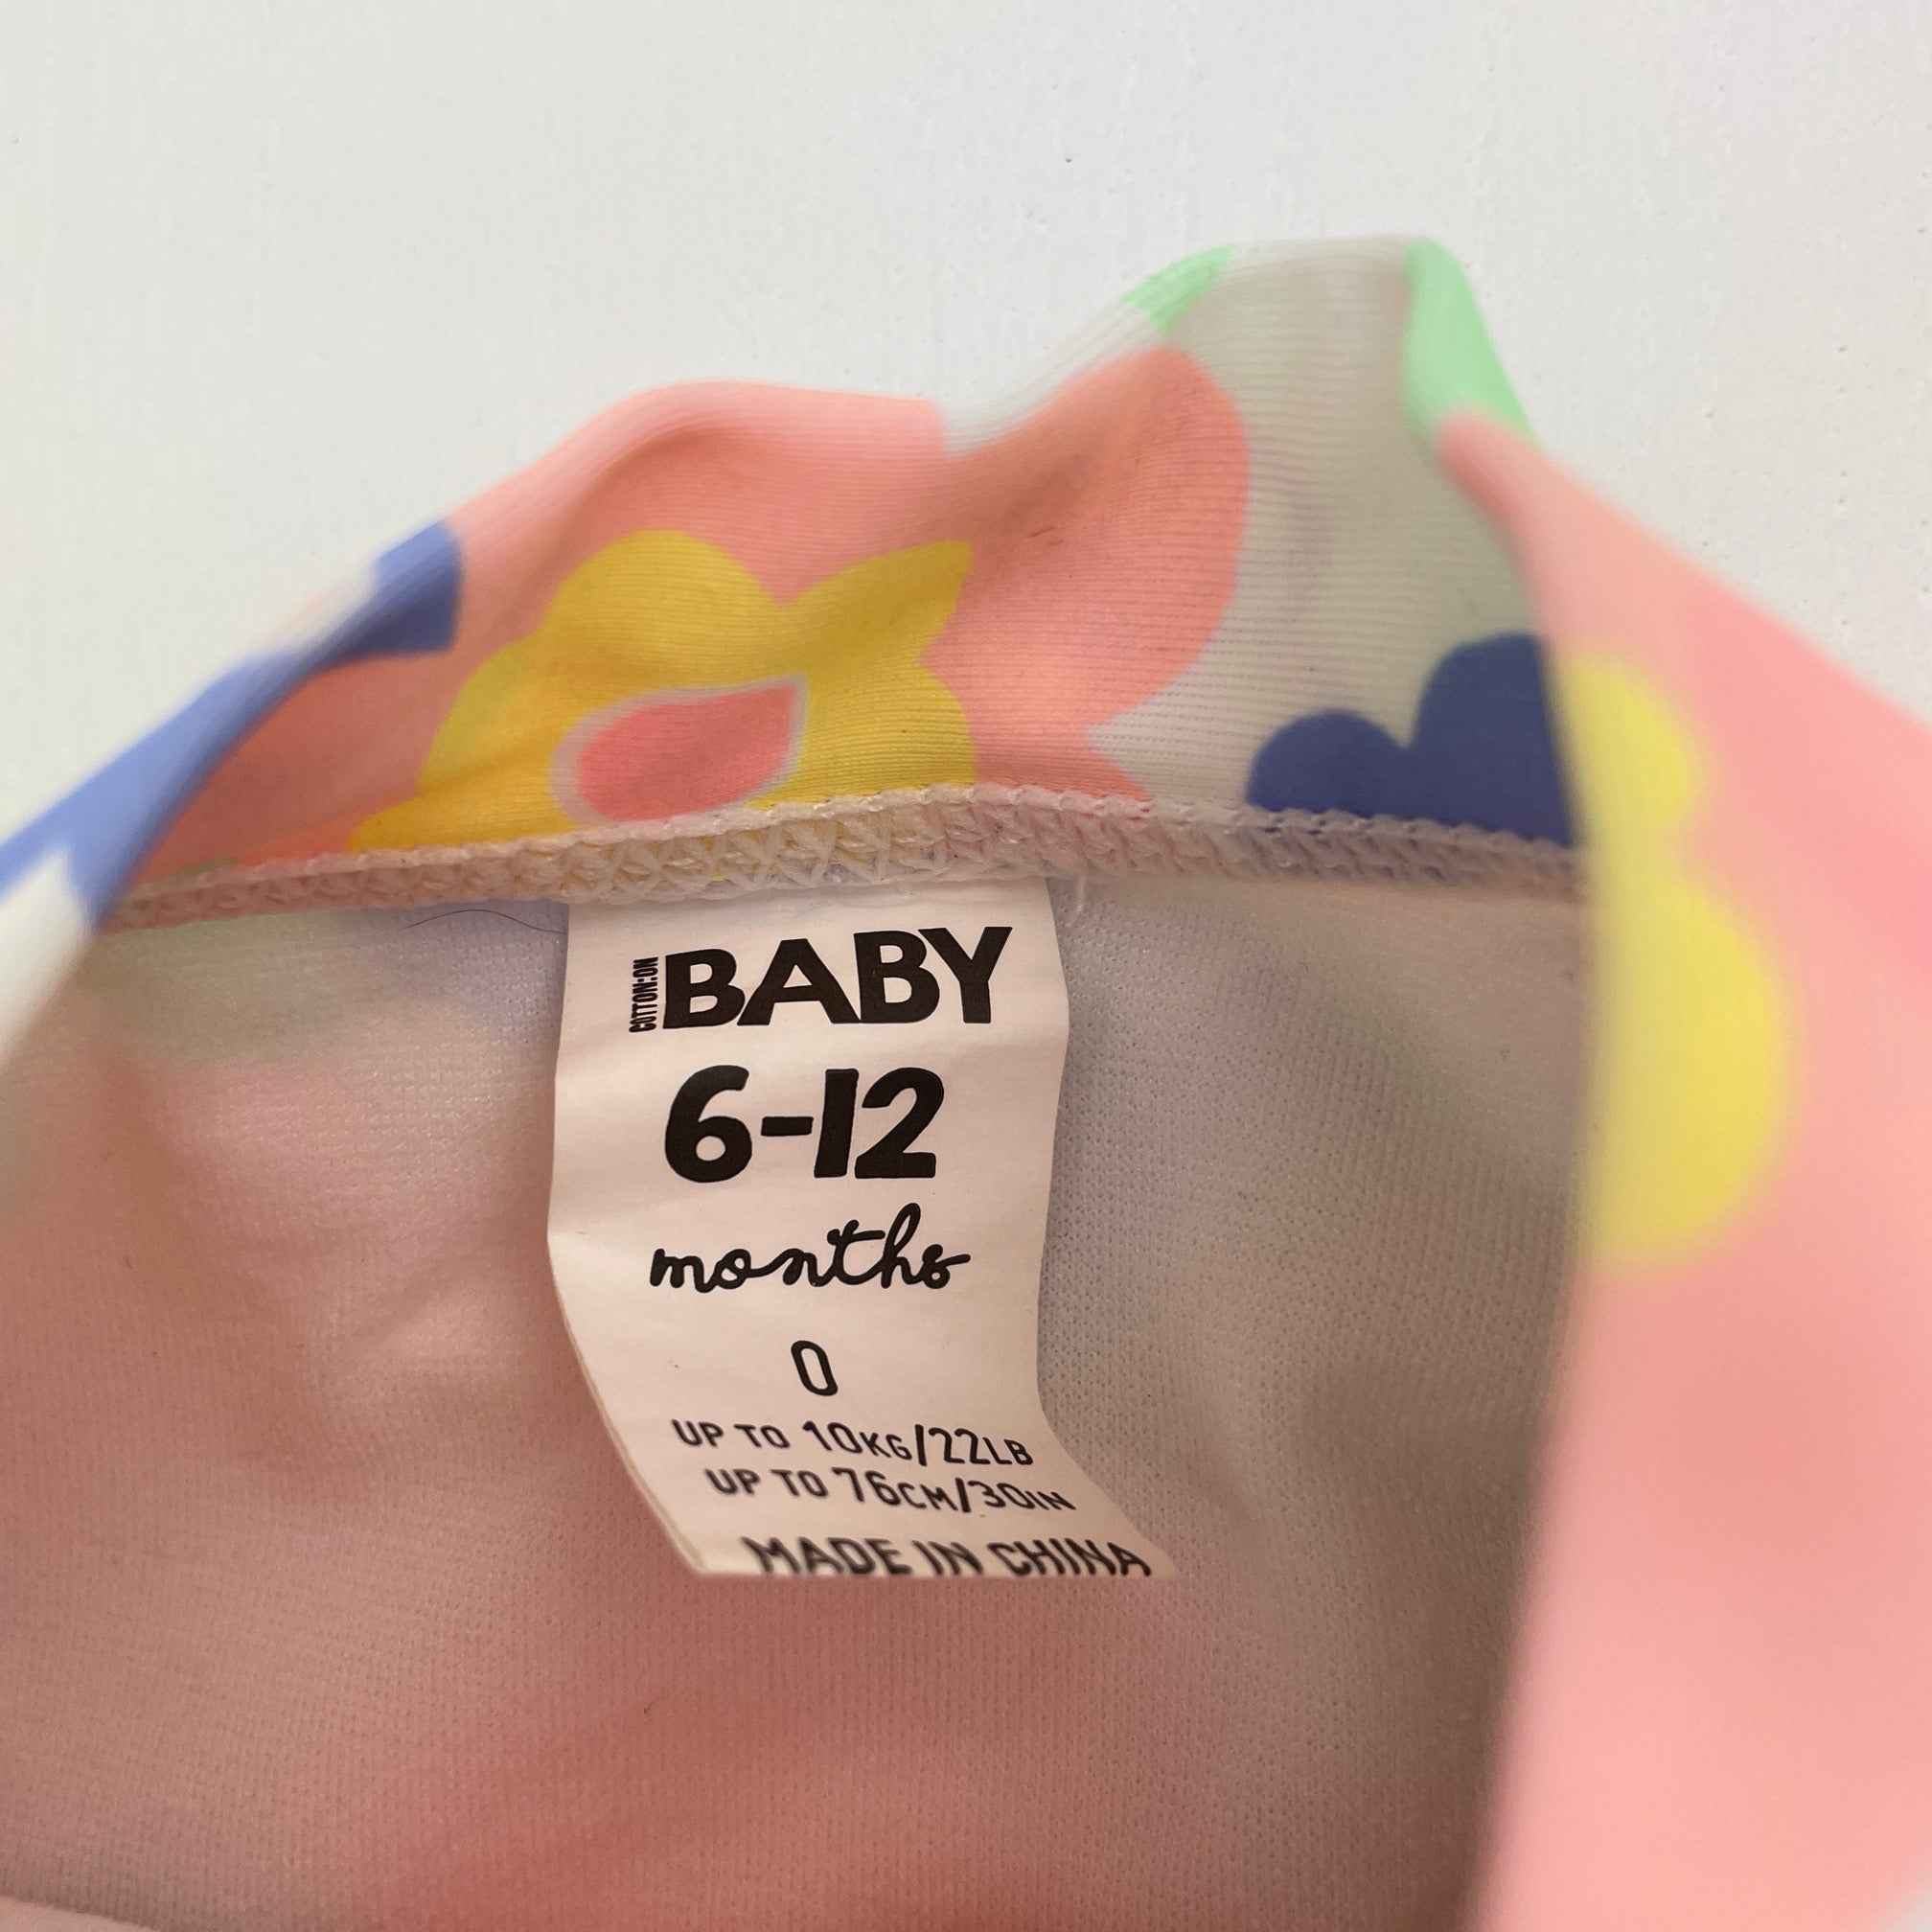 COTTON:ON BABY
6-12
months
0
UP TO 10KG/22LB
UP TO 76CM/30IN
MADE IN CHINA